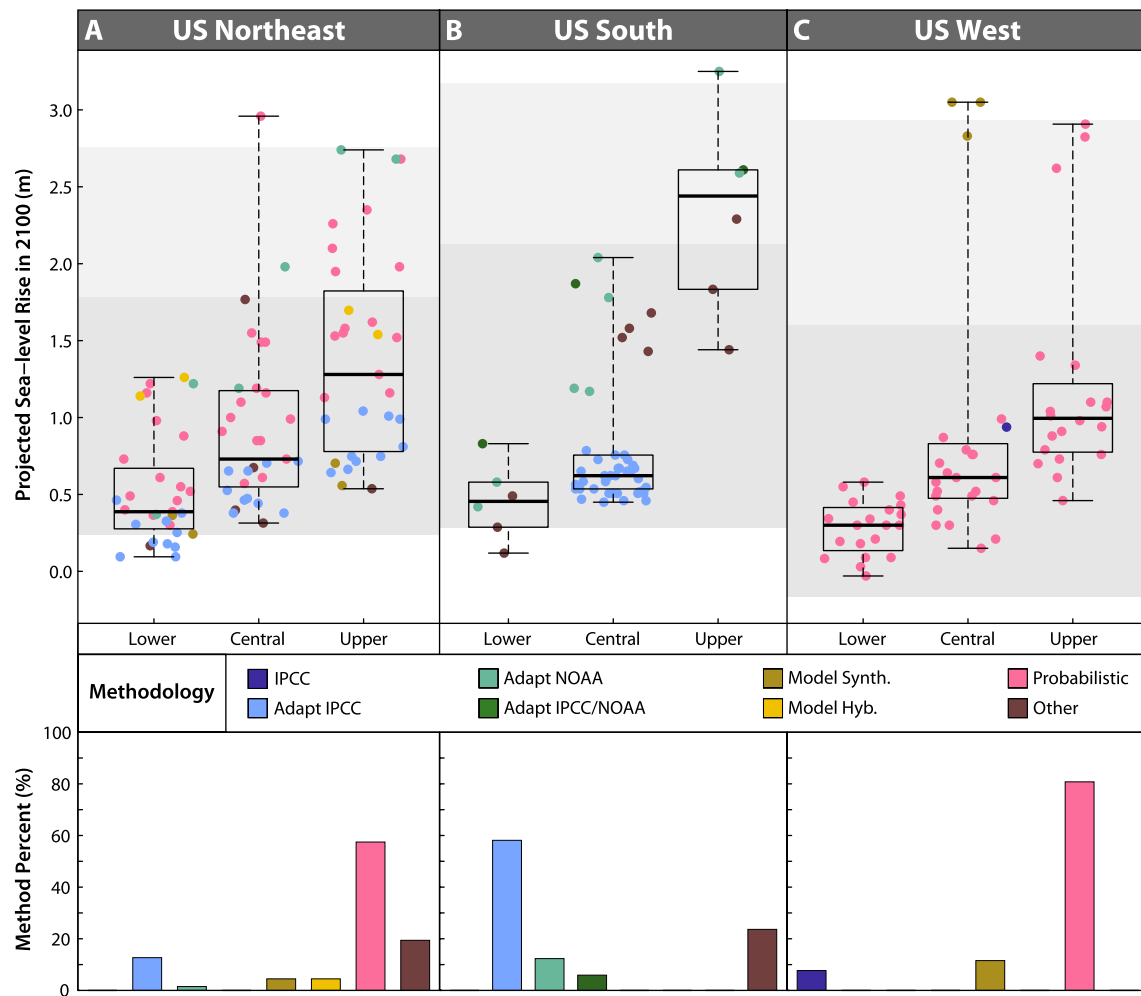 A US Northeast
B US South
C US West
Projected Sea–level Rise in 2100 (m)
3.0
2.5
2.0
1.5
1.0
0.5
0.0
Lower Central Upper
Lower Central Upper
Lower Central Upper
Methodology
IPCC
Adapt IPCC
Adapt NOAA
Adapt IPCC/NOAA
Model Synth.
Model Hyb.
Probabilistic
Other
Method Percent (%)
100
80
60
40
20
0